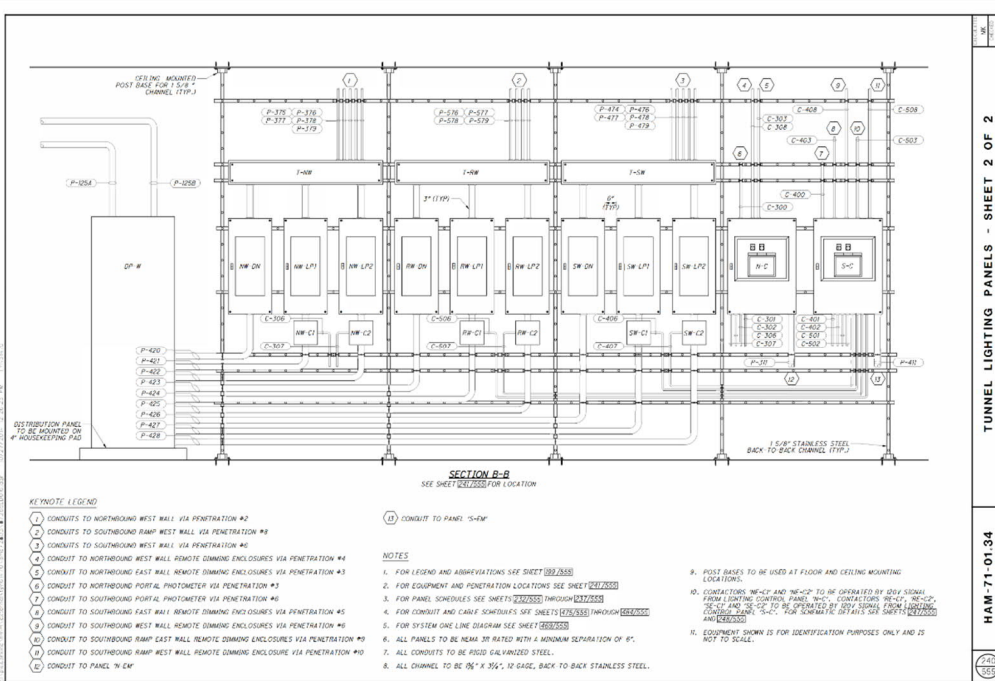 CEILING MOUNTED
POST BASE FOR 1 5/8 "
CHANNEL (TYP.)
1
2
3
4
5
9
11
P-375 P-376
P-377 P-378
P-379
P-576 P-577
P-578 P-579
P-474 P-476
P-477 P-478
P-479
C-303
C-308
C-408
C-508
8
10
C-403
C-503
6
7
P-125A
P-125B
T-NW
T-RW
T-SW
3" (TYP)
6"
(TYP)
C-400
C-300
DP-W
NW-DN
NW-LP1
NW-LP2
RW-DN
RW-LP1
RW-LP2
SW-DN
SW-LP1
SW-LP2
N-C
S-C
C-306
NW-C1
NW-C2
C-307
C-506
RW-C1
RW-C2
C-507
C-406
SW-C1
SW-C2
C-407
C-301
C-302
C-306
C-307
C-401
C-402
C-501
C-502
P-311
P-411
12
13
P-420
P-421
P-422
P-423
P-424
P-425
P-426
P-427
P-428
DISTRIBUTION PANEL
TO BE MOUNTED ON
4" HOUSEKEEPING PAD
1 5/8" STAINLESS STEEL
BACK-TO-BACK CHANNEL (TYP.)
SECTION B-B
SEE SHEET 241/555 FOR LOCATION
KEYNOTE LEGEND
1 CONDUITS TO NORTHBOUND WEST WALL VIA PENETRATION #2
2 CONDUITS TO SOUTHBOUND RAMP WEST WALL VIA PENETRATION #8
3 CONDUITS TO SOUTHBOUND WEST WALL VIA PENETRATION #6
4 CONDUIT TO NORTHBOUND WEST WALL REMOTE DIMMING ENCLOSURES VIA PENETRATION #4
5 CONDUIT TO NORTHBOUND EAST WALL REMOTE DIMMING ENCLOSURES VIA PENETRATION #3
6 CONDUIT TO NORTHBOUND PORTAL PHOTOMETER VIA PENETRATION #3
7 CONDUIT TO SOUTHBOUND PORTAL PHOTOMETER VIA PENETRATION #6
8 CONDUIT TO SOUTHBOUND EAST WALL REMOTE DIMMING ENCLOSURES VIA PENETRATION #5
9 CONDUIT TO SOUTHBOUND WEST WALL REMOTE DIMMING ENCLOSURES VIA PENETRATION #6
10 CONDUIT TO SOUTHBOUND RAMP EAST WALL REMOTE DIMMING ENCLOSURES VIA PENETRATION #9
11 CONDUIT TO SOUTHBOUND RAMP WEST WALL REMOTE DIMMING ENCLOSURE VIA PENETRATION #10
12 CONDUIT TO PANEL "N-EM"
13 CONDUIT TO PANEL "S-EM"
NOTES
1. FOR LEGEND AND ABBREVIATIONS SEE SHEET 199/555
2. FOR EQUIPMENT AND PENETRATION LOCATIONS SEE SHEET 241/555
3. FOR PANEL SCHEDULES SEE SHEETS 232/555 THROUGH 237/555
4. FOR CONDUIT AND CABLE SCHEDULES SEE SHEETS 475/555 THROUGH 484/555
5. FOR SYSTEM ONE LINE DIAGRAM SEE SHEET 469/555
6. ALL PANELS TO BE NEMA 3R RATED WITH A MINIMUM SEPARATION OF 6".
7. ALL CONDUITS TO BE RIGID GALVANIZED STEEL.
8. ALL CHANNEL TO BE 1⅝" X 3¼", 12 GAGE, BACK TO BACK STAINLESS STEEL.
9. POST BASES TO BE USED AT FLOOR AND CEILING MOUNTING
LOCATIONS.
10. CONTACTORS "NE-C1" AND "NE-C2" TO BE OPERATED BY 120V SIGNAL
FROM LIGHTING CONTROL PANEL "N-C". CONTACTORS "RE-C1", "RE-C2",
"SE-C1" AND "SE-C2" TO BE OPERATED BY 120V SIGNAL FROM LIGHTING
CONTROL PANEL "S-C". FOR SCHEMATIC DETAILS SEE SHEETS 247/555
AND 248/555
11. EQUIPMENT SHOWN IS FOR IDENTIFICATION PURPOSES ONLY AND IS
NOT TO SCALE.
TUNNEL LIGHTING PANELS - SHEET 2 OF 2
HAM-71-01.34
240
555